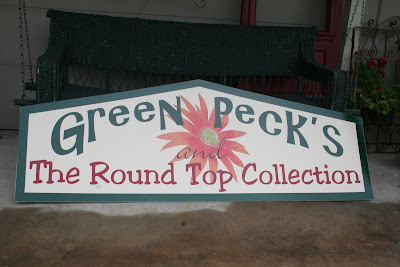 Green Peck's
and
The Round Top Collection